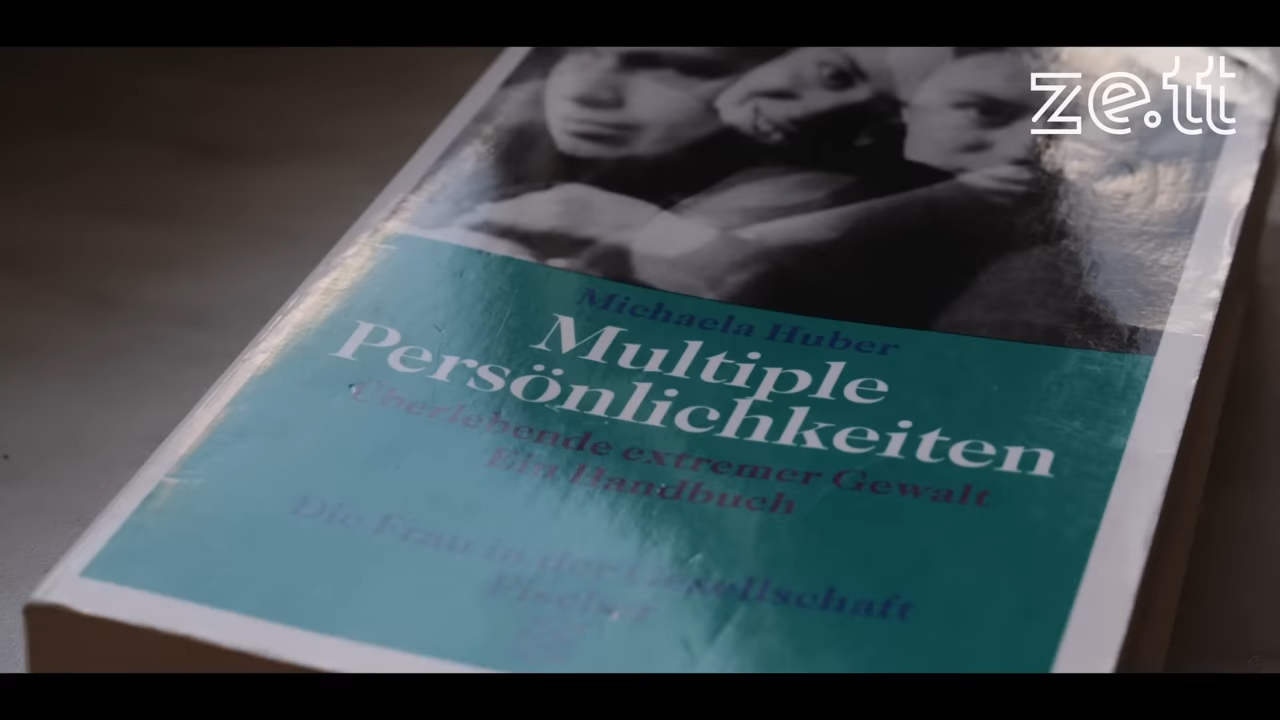 ze.tt
Michaela Huber
Multiple
Persönlichkeiten
Überlebende extremer Gewalt
Ein Handbuch
Die Frau in der Gesellschaft
Fischer